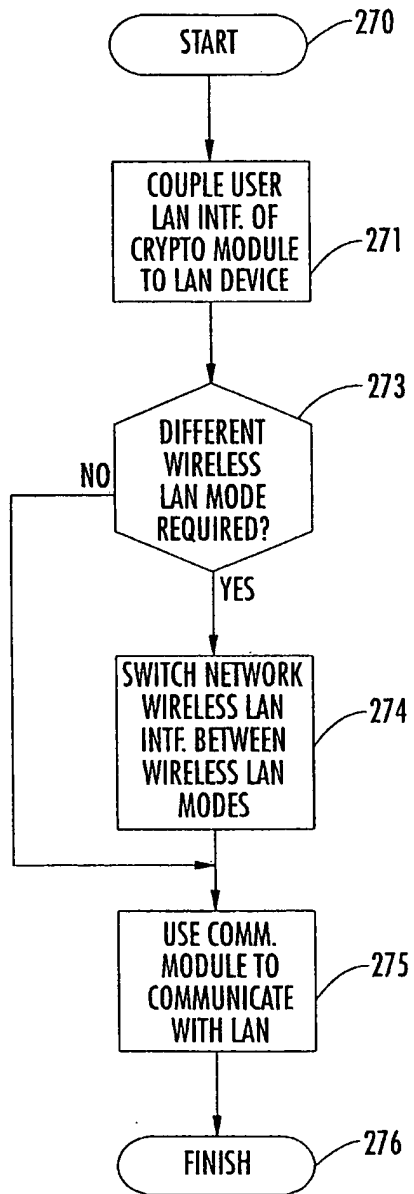 START
270
COUPLE USER
LAN INTF. OF
CRYPTO MODULE
TO LAN DEVICE
271
273
DIFFERENT
WIRELESS
LAN MODE
REQUIRED?
NO
YES
SWITCH NETWORK
WIRELESS LAN
INTF. BETWEEN
WIRELESS LAN
MODES
274
USE COMM.
MODULE TO
COMMUNICATE
WITH LAN
275
FINISH
276